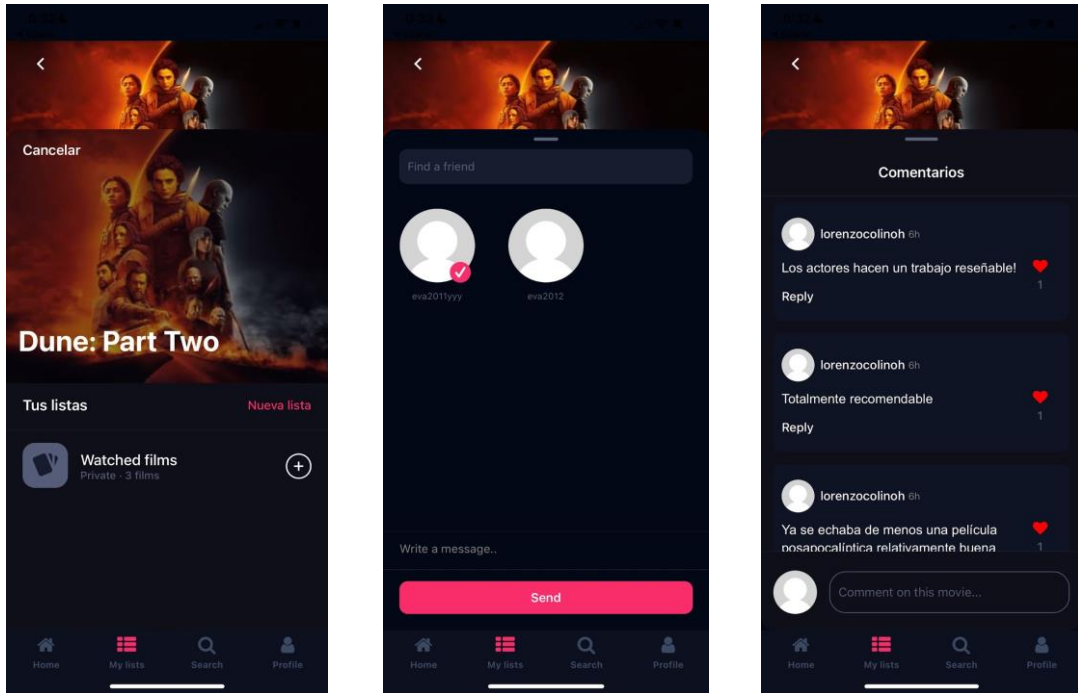 Cancelar
Dune: Part Two
Tus listas
Nueva lista
Watched films
Private - 3 films
Home
My lists
Search
Profile
Find a friend
eva2011yyy
eva2012
Write a message..
Send
Home
My lists
Search
Profile
Comentarios
lorenzocolinoh 6h
Los actores hacen un trabajo reseñable!
1
Reply
lorenzocolinoh 6h
Totalmente recomendable
1
Reply
lorenzocolinoh 6h
Ya se echaba de menos una película
posapocalíptica relativamente buena
1
Comment on this movie...
Home
My lists
Search
Profile